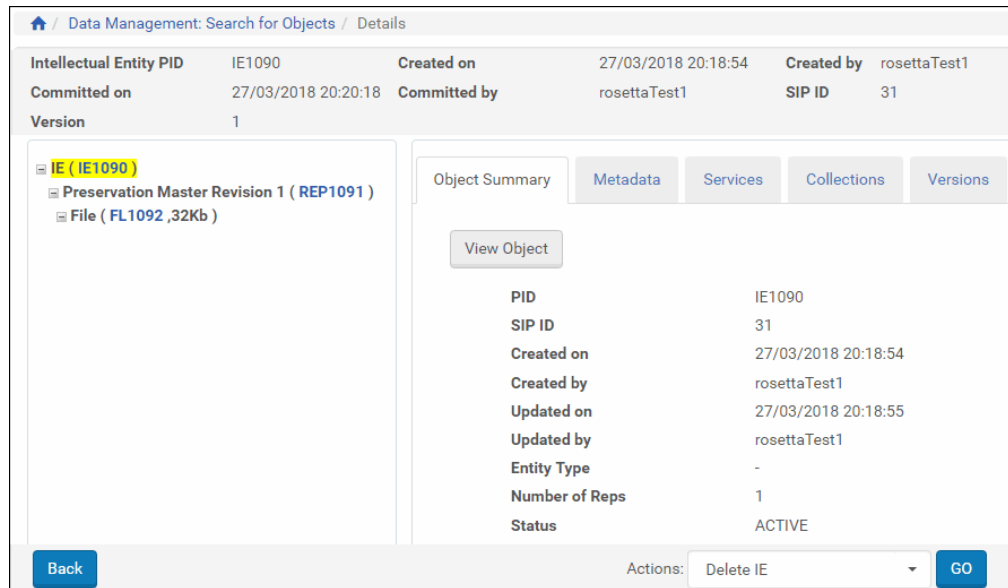 / Data Management: Search for Objects / Details
Intellectual Entity PID IE1090 Created on 27/03/2018 20:18:54 Created by rosettaTest1
Committed on 27/03/2018 20:20:18 Committed by rosettaTest1 SIP ID 31
Version 1
IE ( IE1090 )
Preservation Master Revision 1 ( REP1091 )
File ( FL1092 ,32Kb )
Object Summary Metadata Services Collections Versions
View Object
PID IE1090
SIP ID 31
Created on 27/03/2018 20:18:54
Created by rosettaTest1
Updated on 27/03/2018 20:18:55
Updated by rosettaTest1
Entity Type -
Number of Reps 1
Status ACTIVE
Back Actions: Delete IE GO